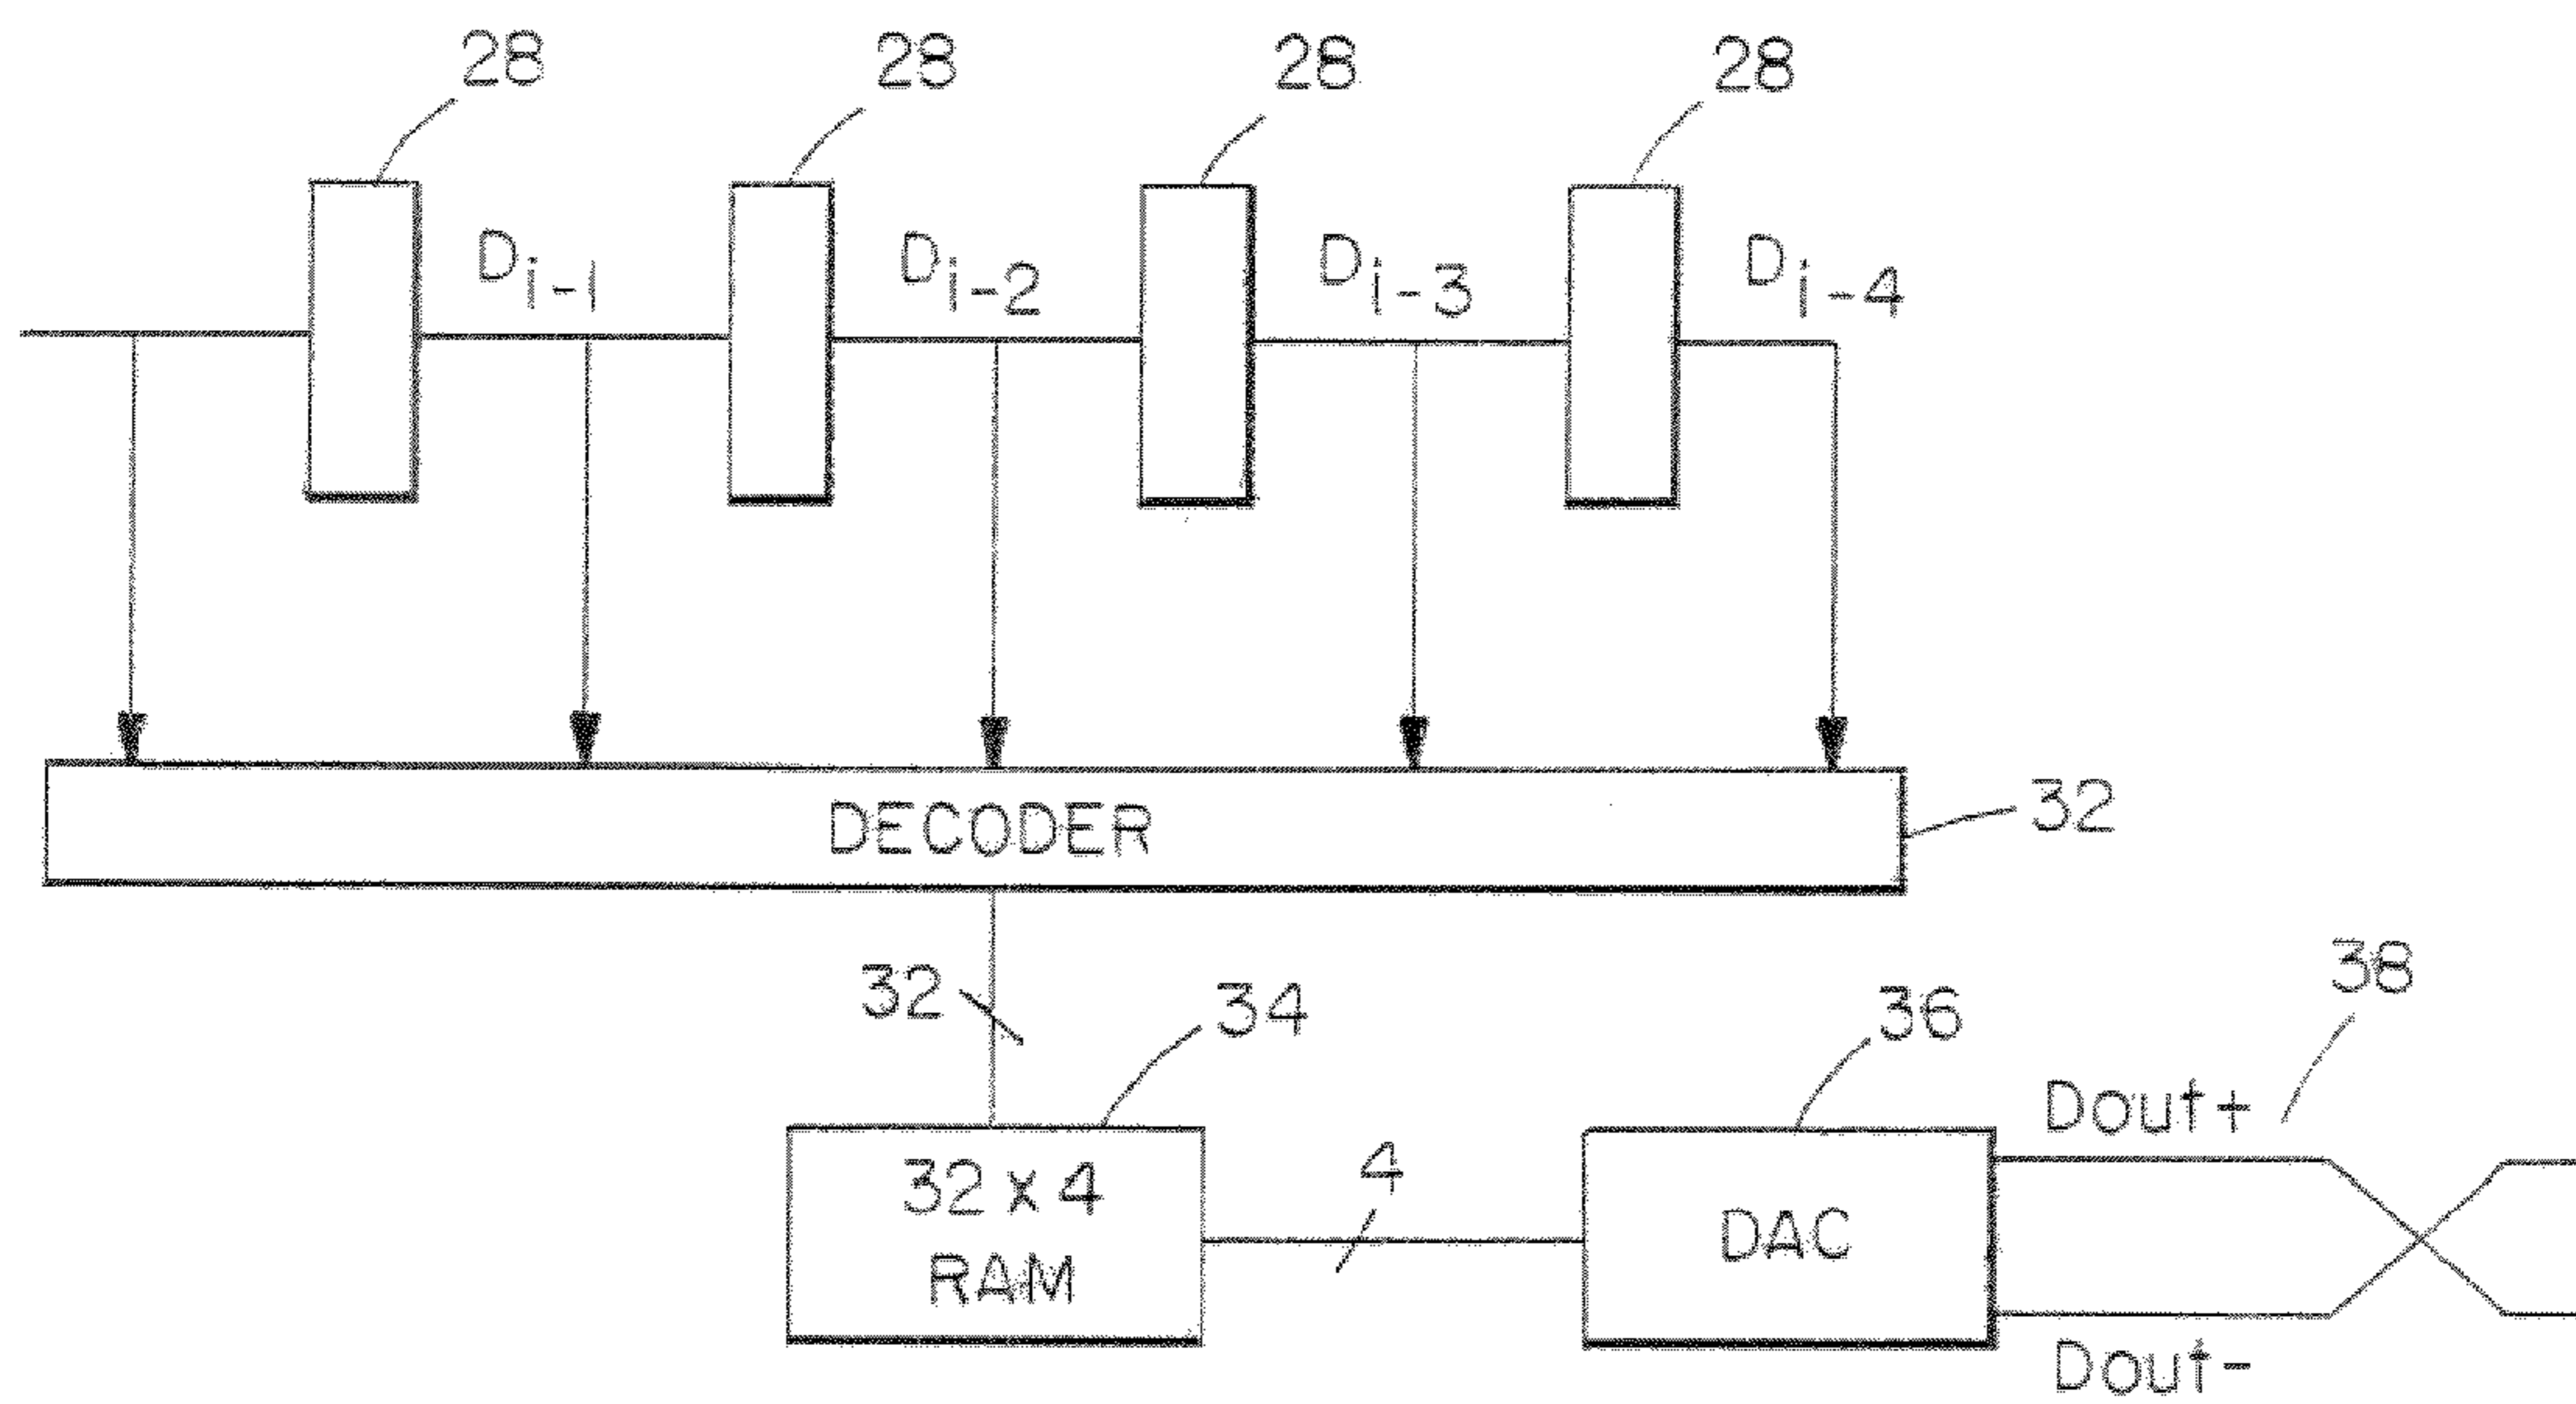 28 28 28 28
Di-1 Di-2 Di-3 Di-4
DECODER 32
32 34 36 38
32 x 4
RAM
4
DAC
Dout+
Dout-